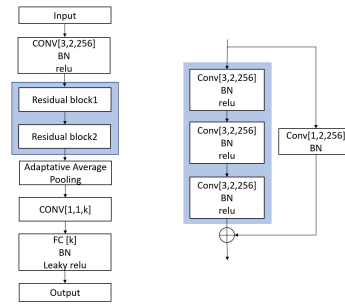 Input
CONV[3,2,256]
BN
relu
Residual block1
Residual block2
Adaptative Average
Pooling
CONV[1,1,k]
FC [k]
BN
Leaky relu
Output
Conv[3,2,256]
BN
relu
Conv[3,2,256]
BN
relu
Conv[3,2,256]
BN
relu
Conv[1,2,256]
BN